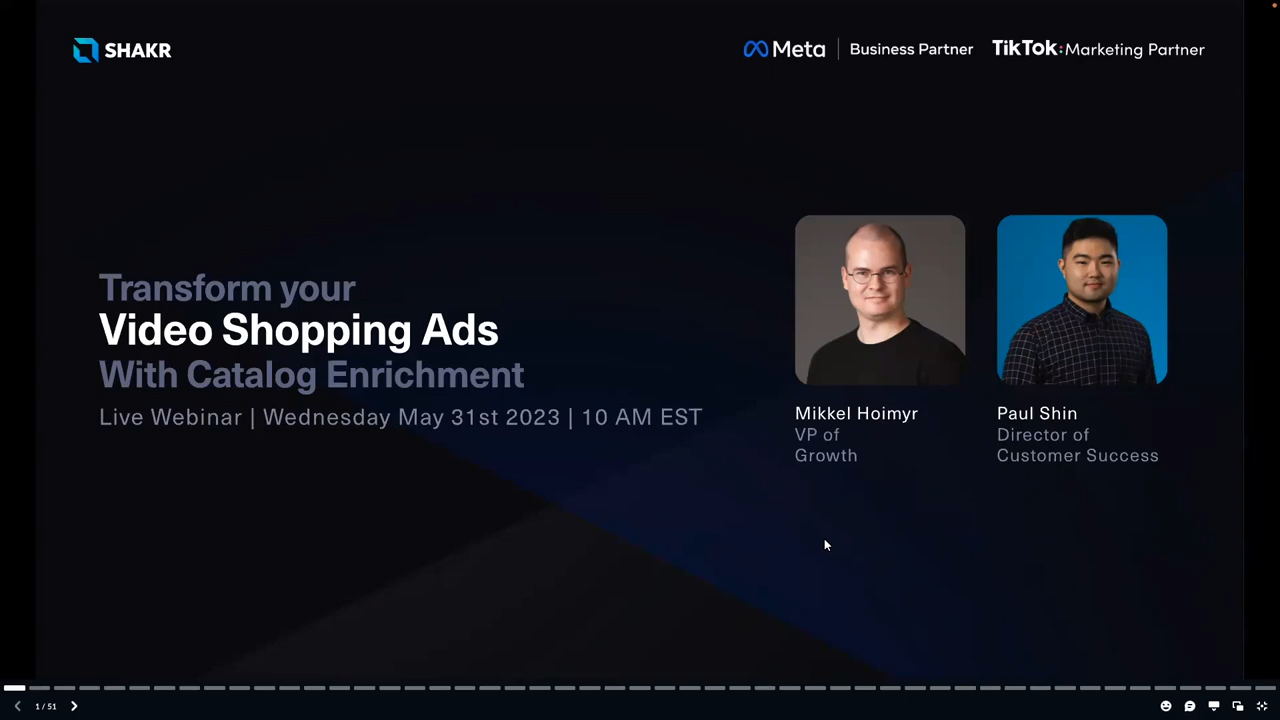 SHAKR
Meta | Business Partner
TikTok: Marketing Partner
Transform your
Video Shopping Ads
With Catalog Enrichment
Live Webinar | Wednesday May 31st 2023 | 10 AM EST
Mikkel Hoimyr
VP of
Growth
Paul Shin
Director of
Customer Success
1 / 51